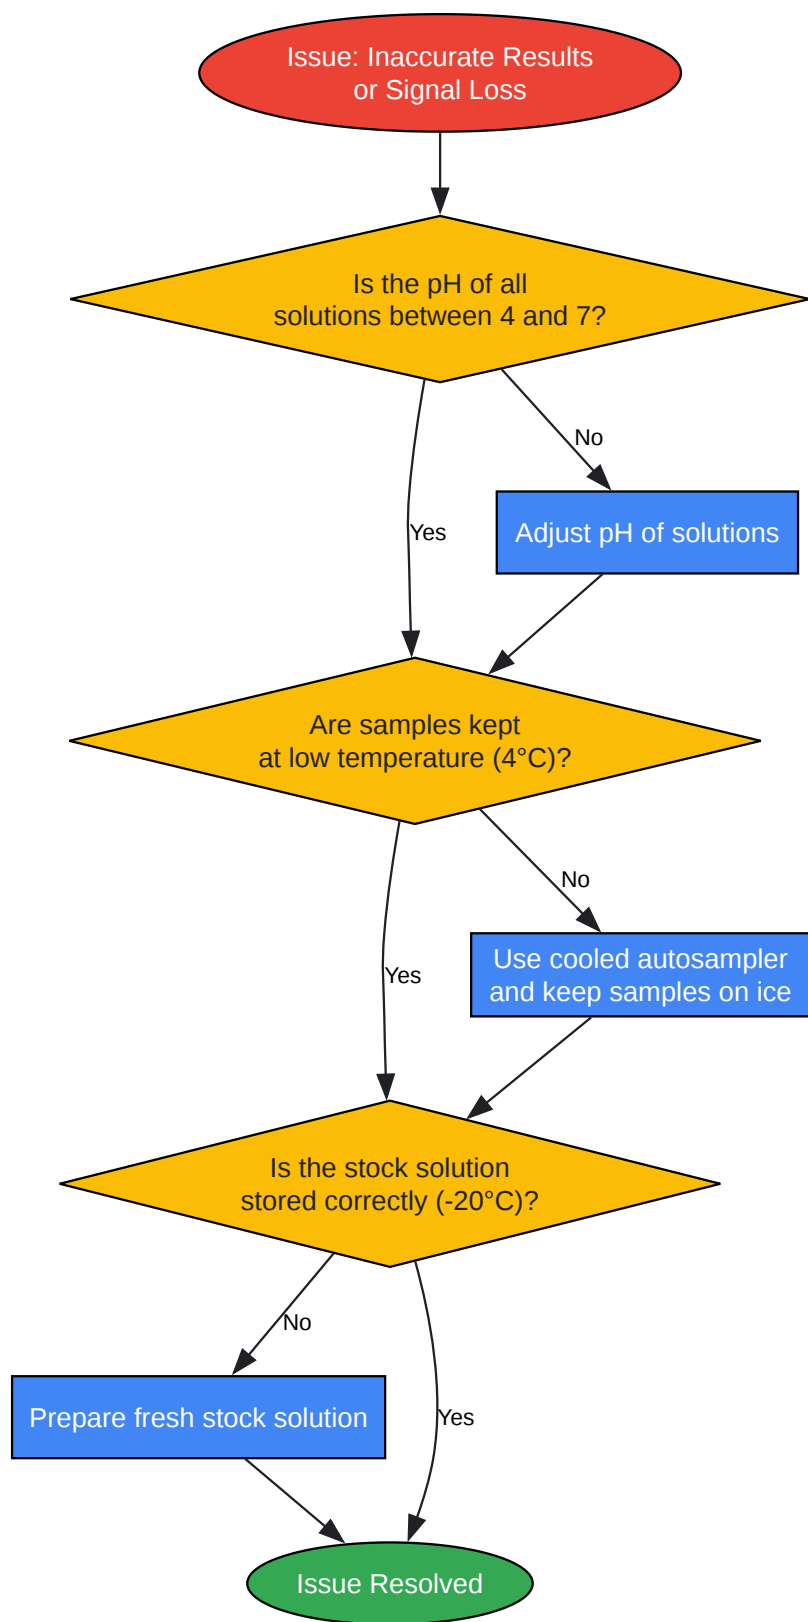 Issue: Inaccurate Results
or Signal Loss
Is the pH of all
solutions between 4 and 7?
No
Yes
Adjust pH of solutions
Are samples kept
at low temperature (4°C)?
No
Yes
Use cooled autosampler
and keep samples on ice
Is the stock solution
stored correctly (-20°C)?
No
Prepare fresh stock solution
Yes
Issue Resolved